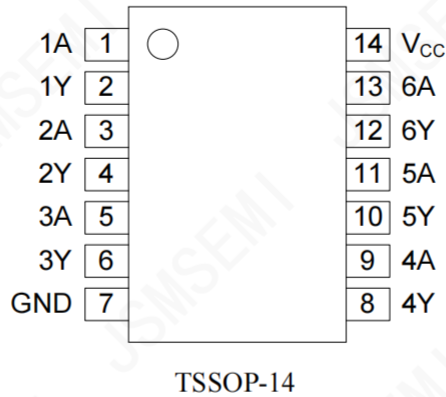 1A 1 14 VCC
1Y 2 13 6A
2A 3 12 6Y
2Y 4 11 5A
3A 5 10 5Y
3Y 6 9 4A
GND 7 8 4Y
TSSOP-14
JSMSEMI